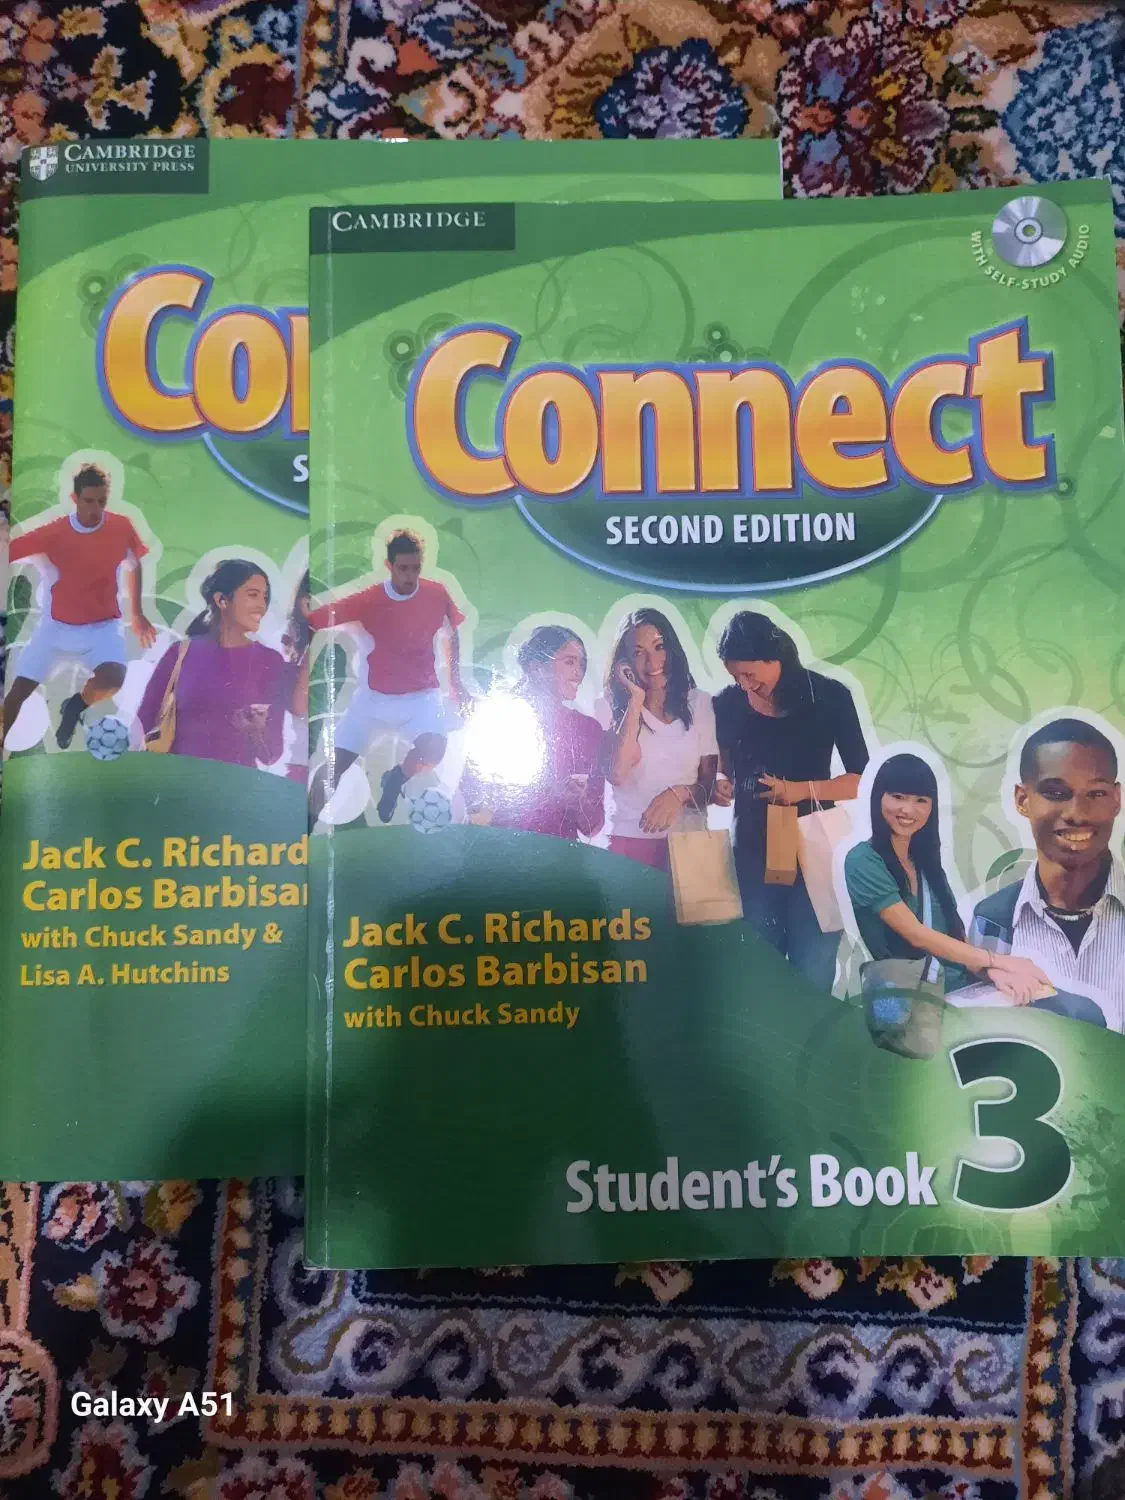 CAMBRIDGE
UNIVERSITY PRESS
Co
S
Jack C. Richard
Carlos Barbisa
with Chuck Sandy &
Lisa A. Hutchins
CAMBRIDGE
WITH SELF-STUDY AUDIO
Connect
SECOND EDITION
Jack C. Richards
Carlos Barbisan
with Chuck Sandy
Student's Book 3
Galaxy A51